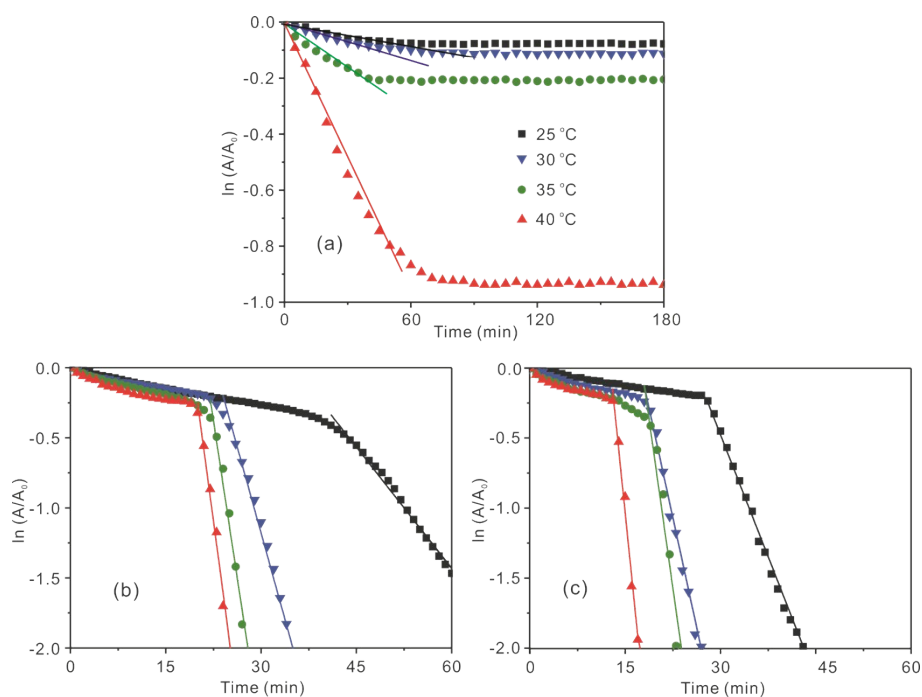 0.0
-0.2
-0.4
-0.6
-0.8
-1.0
ln (A/A₀)
25 °C
30 °C
35 °C
40 °C
(a)
0 60 120 180
Time (min)
0.0
-0.5
-1.0
-1.5
-2.0
ln (A/A₀)
(b)
0 15 30 45 60
Time (min)
0.0
-0.5
-1.0
-1.5
-2.0
ln (A/A₀)
(c)
0 15 30 45 60
Time (min)